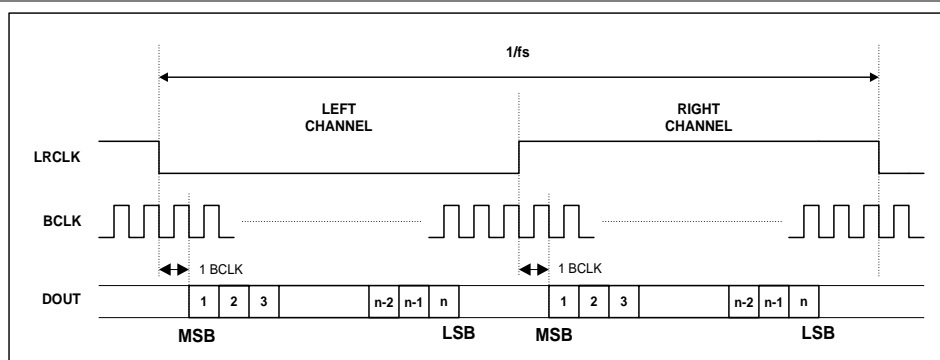 1/fs
LEFT CHANNEL RIGHT CHANNEL
LRCLK
BCLK
1 BCLK 1 BCLK
DOUT 1 2 3 n-2 n-1 n 1 2 3 n-2 n-1 n
MSB LSB MSB LSB